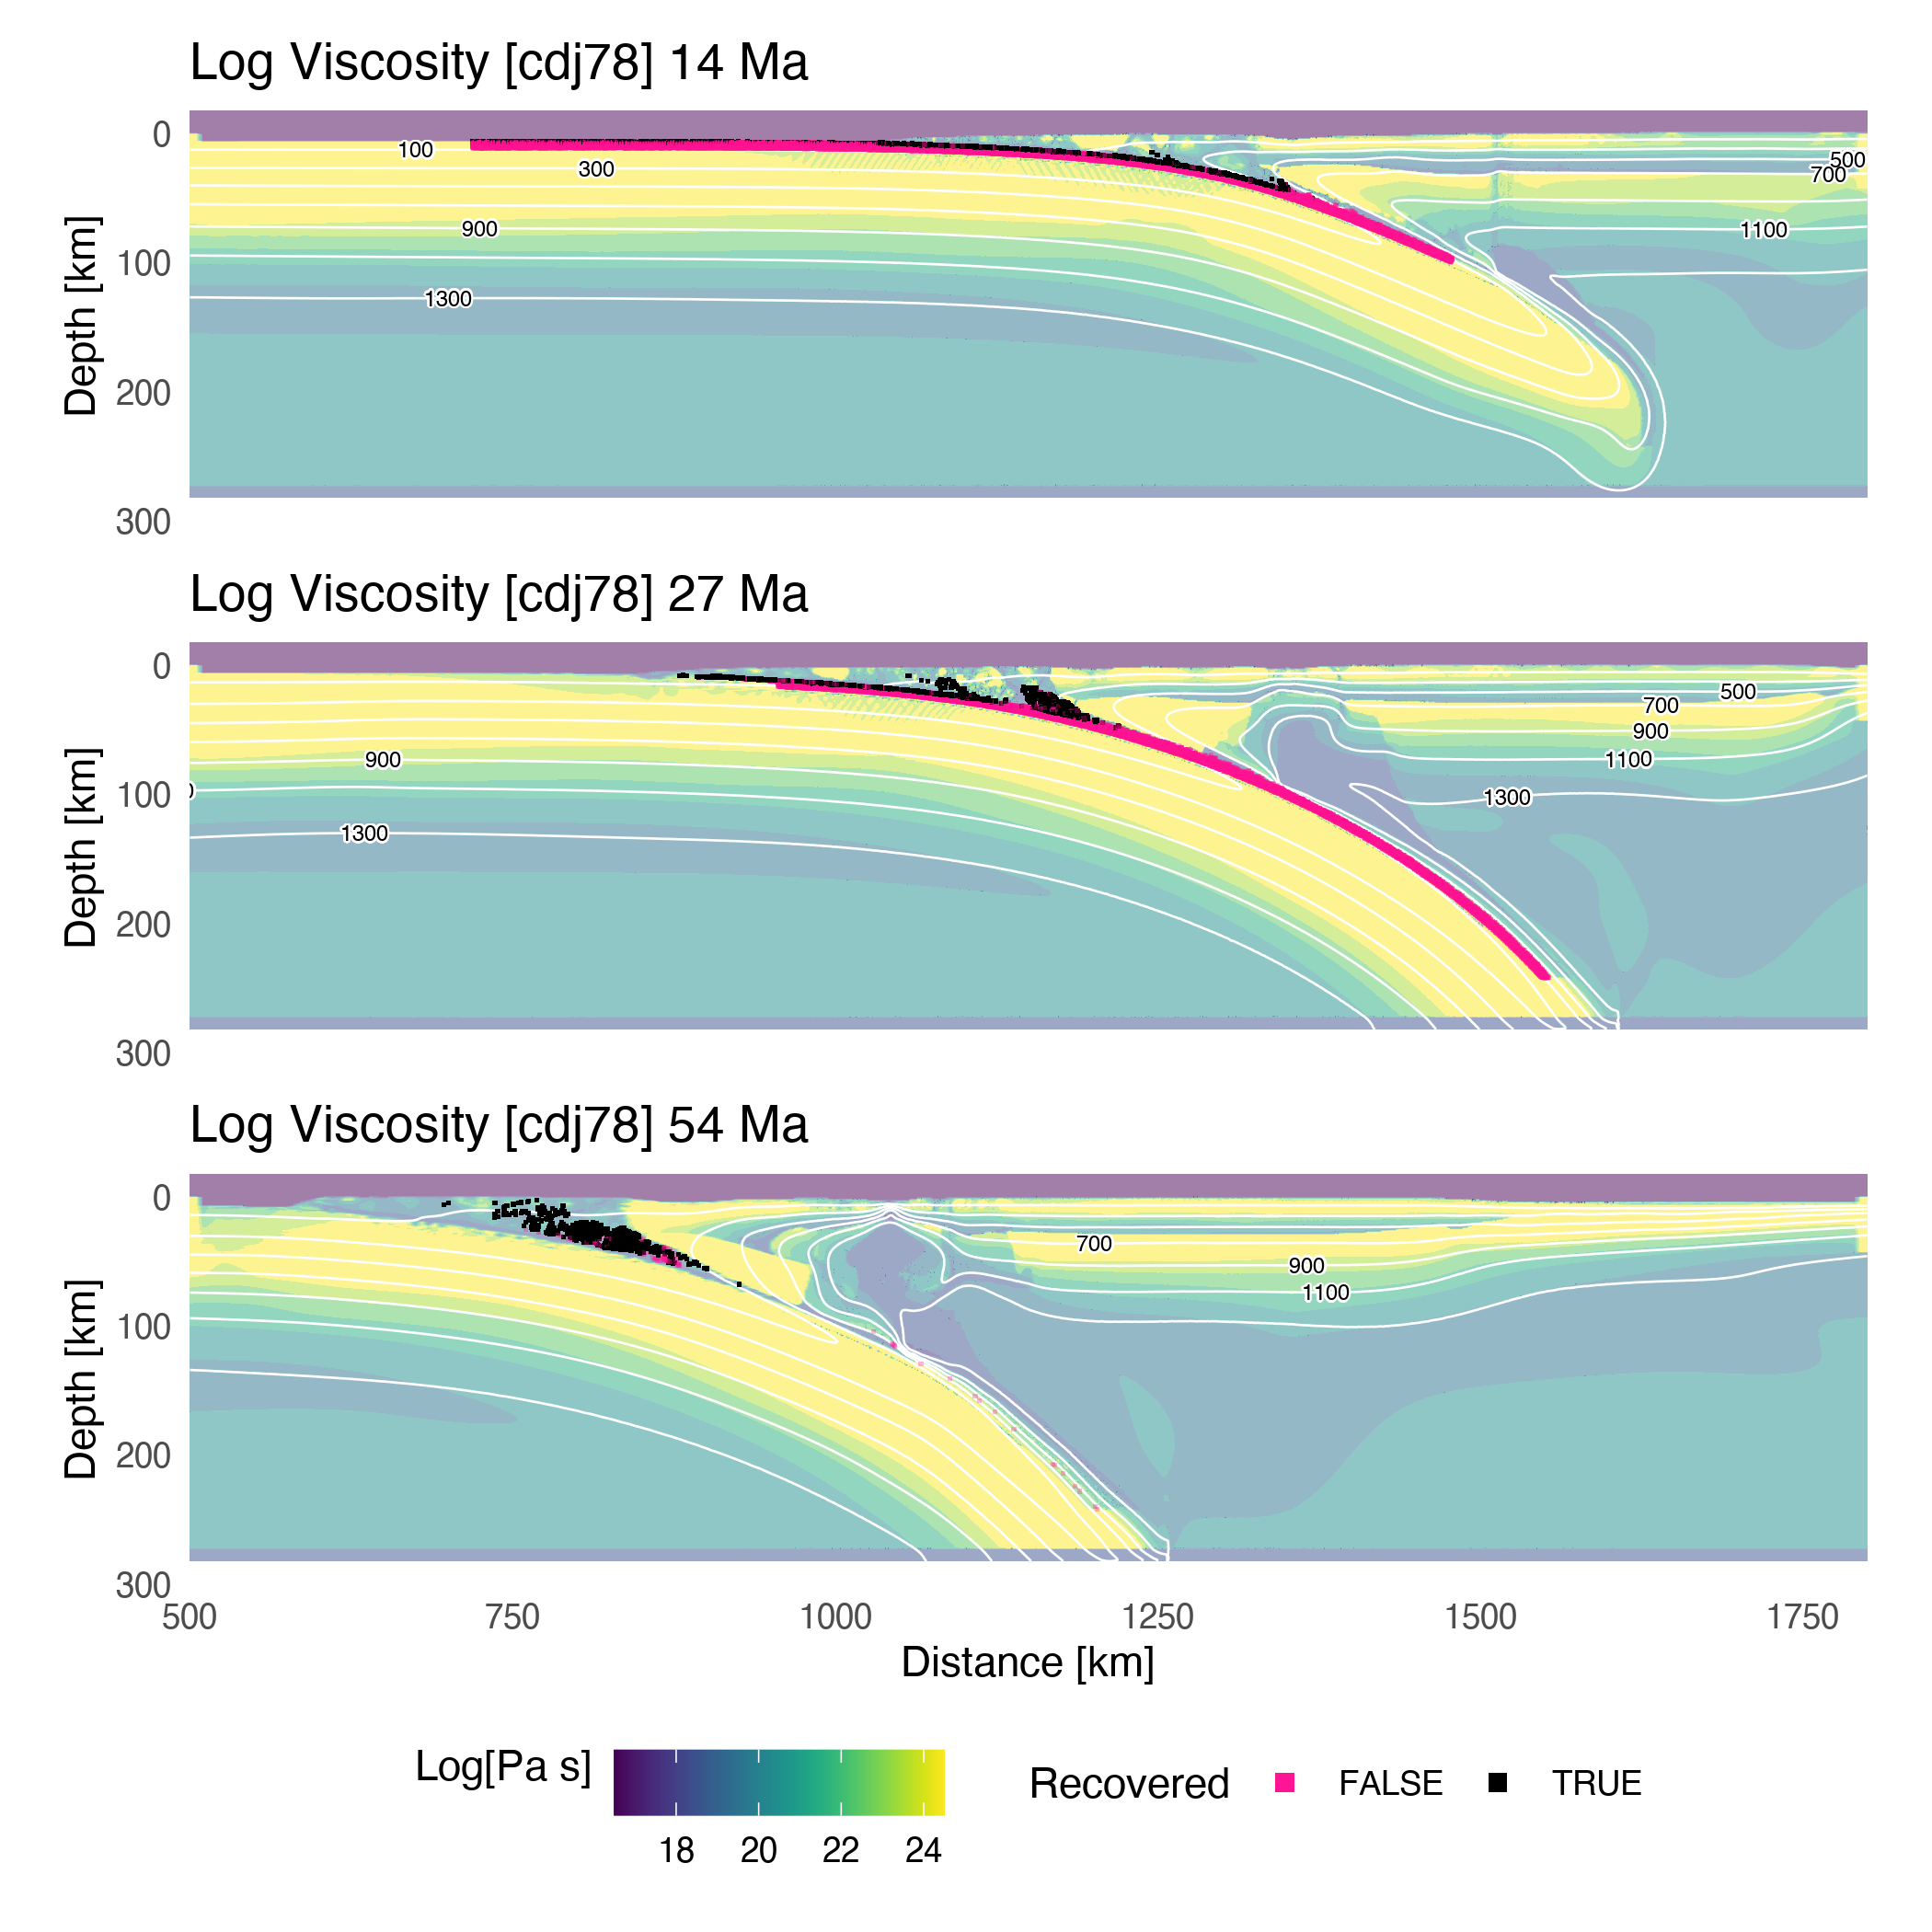 Log Viscosity [cdj78] 14 Ma
0
100
200
300
Depth [km]
100
300
900
1300
500
700
1100
Log Viscosity [cdj78] 27 Ma
0
100
200
300
Depth [km]
900
0
1300
500
700
900
1100
1300
Log Viscosity [cdj78] 54 Ma
0
100
200
300
Depth [km]
700
900
1100
500 750 1000 1250 1500 1750
Distance [km]
Log[Pa s]
18 20 22 24
Recovered FALSE TRUE